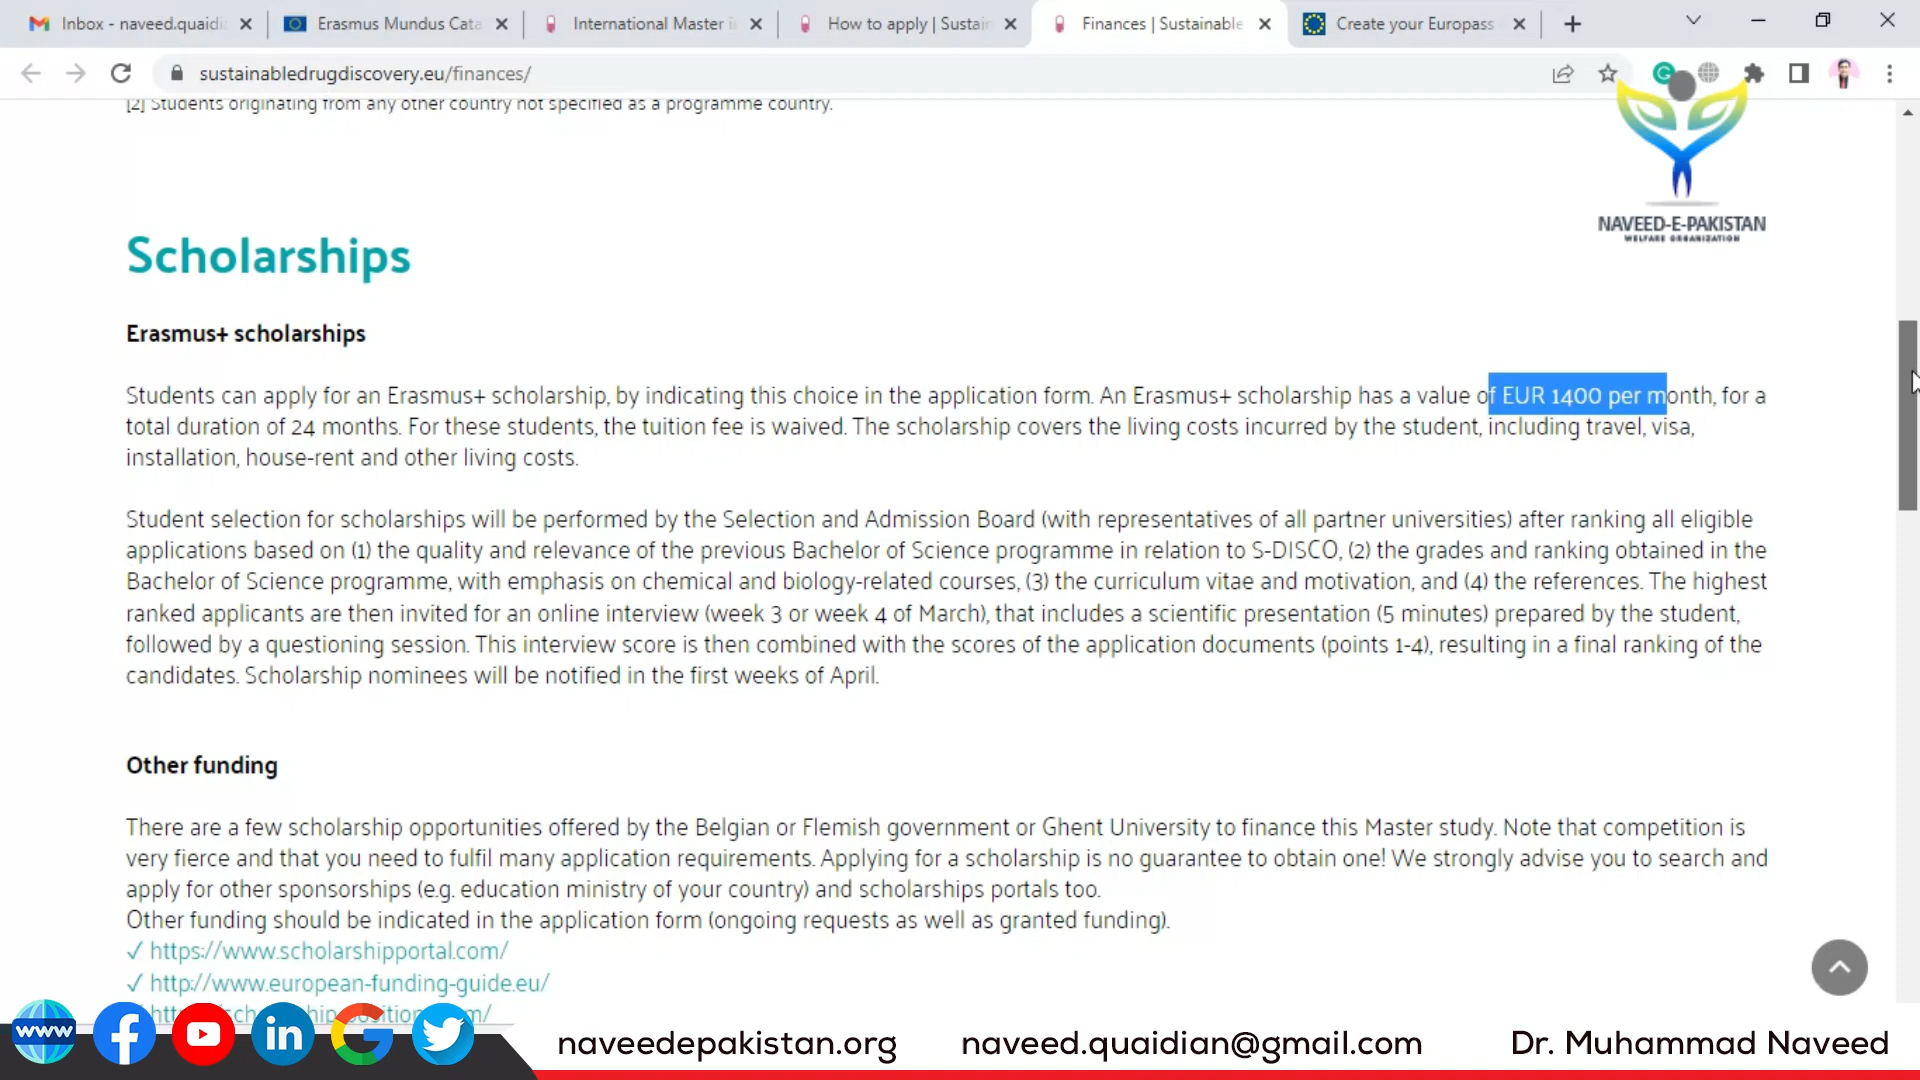 Inbox - naveed.quaidi
Erasmus Mundus Cata
International Master i
How to apply | Sustain
Finances | Sustainable
Create your Europass
sustainabledrugdiscovery.eu/finances/
[2] Students originating from any other country not specified as a programme country.
NAVEED-E-PAKISTAN
WELFARE ORGANIZATION
Scholarships
Erasmus+ scholarships
Students can apply for an Erasmus+ scholarship, by indicating this choice in the application form. An Erasmus+ scholarship has a value of EUR 1400 per month, for a
total duration of 24 months. For these students, the tuition fee is waived. The scholarship covers the living costs incurred by the student, including travel, visa,
installation, house-rent and other living costs.
Student selection for scholarships will be performed by the Selection and Admission Board (with representatives of all partner universities) after ranking all eligible
applications based on (1) the quality and relevance of the previous Bachelor of Science programme in relation to S-DISCO, (2) the grades and ranking obtained in the
Bachelor of Science programme, with emphasis on chemical and biology-related courses, (3) the curriculum vitae and motivation, and (4) the references. The highest
ranked applicants are then invited for an online interview (week 3 or week 4 of March), that includes a scientific presentation (5 minutes) prepared by the student,
followed by a questioning session. This interview score is then combined with the scores of the application documents (points 1-4), resulting in a final ranking of the
candidates. Scholarship nominees will be notified in the first weeks of April.
Other funding
There are a few scholarship opportunities offered by the Belgian or Flemish government or Ghent University to finance this Master study. Note that competition is
very fierce and that you need to fulfil many application requirements. Applying for a scholarship is no guarantee to obtain one! We strongly advise you to search and
apply for other sponsorships (e.g. education ministry of your country) and scholarships portals too.
Other funding should be indicated in the application form (ongoing requests as well as granted funding).
✓ https://www.scholarshipportal.com/
✓ http://www.european-funding-guide.eu/
www
naveedepakistan.org
naveed.quaidian@gmail.com
Dr. Muhammad Naveed